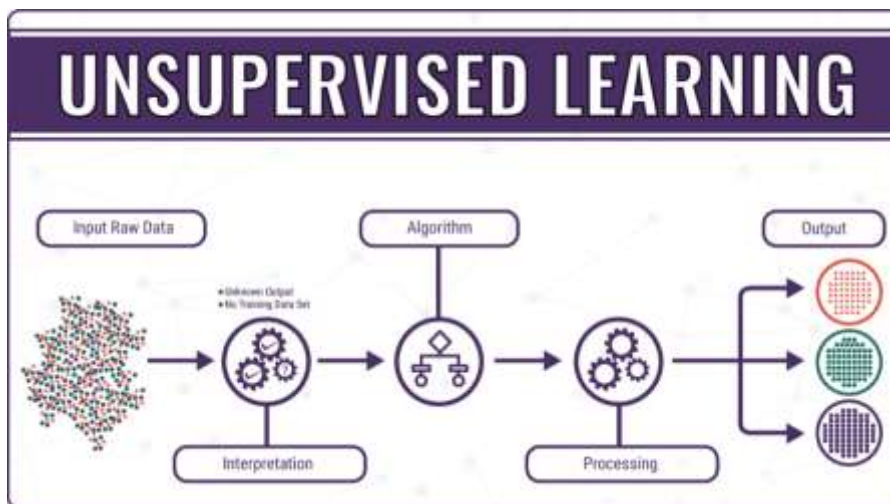 UNSUPERVISED LEARNING
Input Raw Data
Algorithm
Output
• Unknown Output
• No Training Data Set
?
Interpretation
Processing